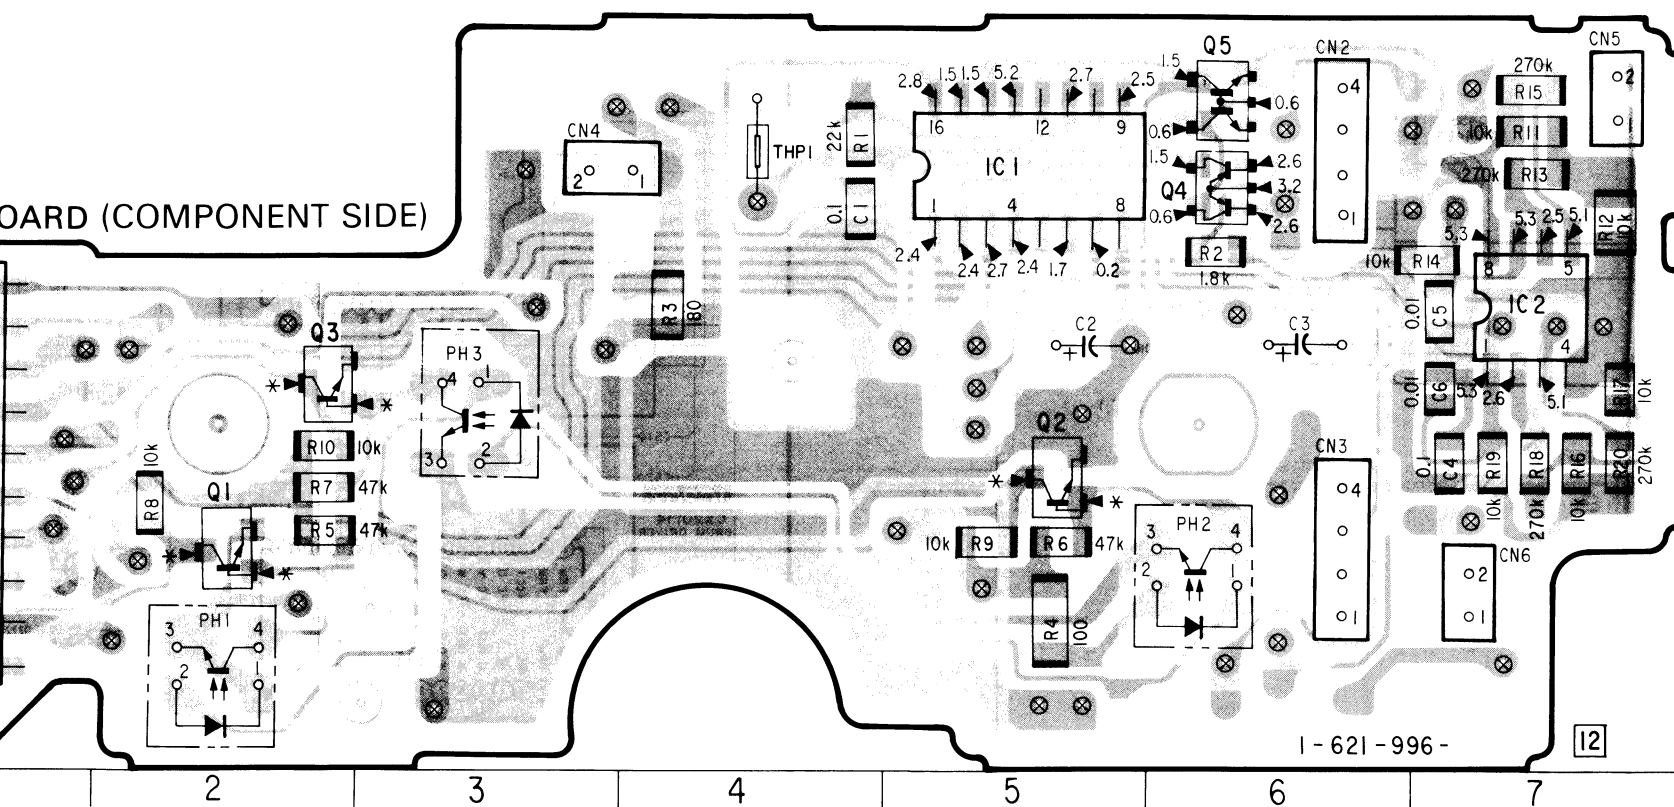 OARD (COMPONENT SIDE)
CN4
2 1
THP1
22k
R1
0.1
C1
2.8 1.5 1.5 5.2 2.7 2.5
16 12 9
IC1
1 4 8
2.4 2.4 2.7 2.4 1.7 0.2
Q5
1.5
0.6
0.6
1.5 2.6
Q4 3.2
0.6 2.6
R2
1.8k
CN2
4
1
CN5
2
270k
R15
10k R11
270k R13
R12
10k
5.3 5.3 2.5 5.1
10k R14
8 5
IC2
1 4
0.01
C5
0.01
C6
5.3 2.6 5.1
R17
10k
R3
180
Q3
* *
PH3
4 1
3 2
C2
+
C3
+
R10 10k
R7 47k
R5 47k
10k
R8
Q1
* *
PH1
3 4
2 1
Q2
* *
10k R9
R6 47k
R4
100
PH2
3 4
2 1
CN3
4
1
0.1
C4
R19
10k
R18
270k
R16
10k
R20
270k
CN6
2
1
1-621-996-
12
2 3 4 5 6 7